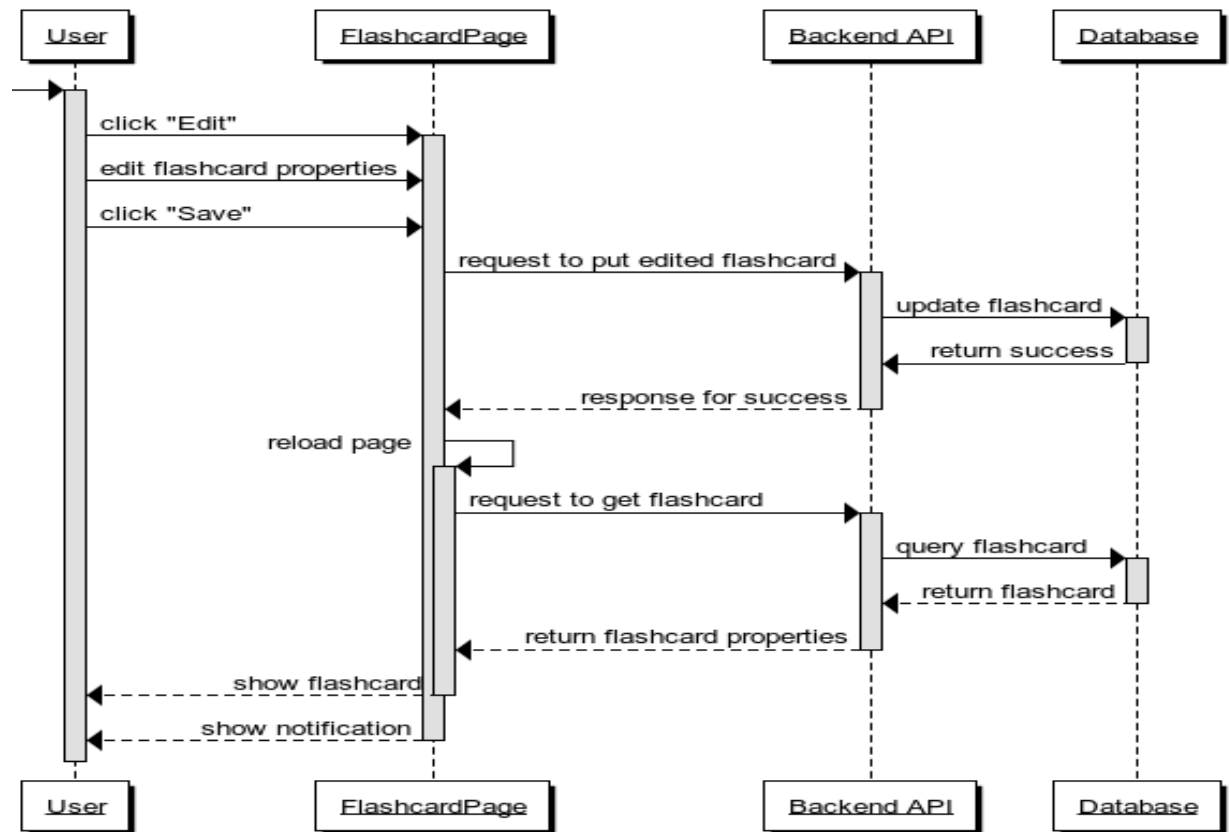 User
FlashcardPage
Backend API
Database
click "Edit"
edit flashcard properties
click "Save"
request to put edited flashcard
update flashcard
return success
response for success
reload page
request to get flashcard
query flashcard
return flashcard
return flashcard properties
show flashcard
show notification
User
FlashcardPage
Backend API
Database